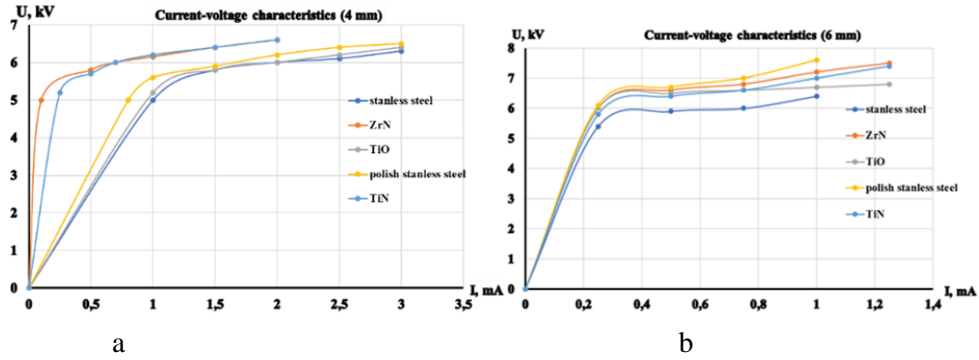 U, kV
Current-voltage characteristics (4 mm)
7
6
5
4
3
2
1
0
0
0,5
1
1,5
2
2,5
3
3,5
I, mA
stanless steel
ZrN
TiO
polish stanless steel
TiN
a
U, kV
Current-voltage characteristics (6 mm)
8
7
6
5
4
3
2
1
0
0
0,2
0,4
0,6
0,8
1
1,2
1,4
I, mA
stanless steel
ZrN
TiO
polish stanless steel
TiN
b